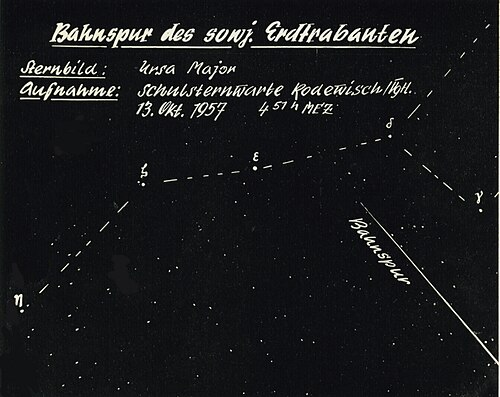 Bahnspur des sowj. Erdtrabanten
Sternbild: Ursa Major
Aufnahme: Schulsternwarte Rodewisch/Vgtl.
13. Okt. 1957 4 51 h MEZ
δ
ε
ζ
γ
Bahnspur
η